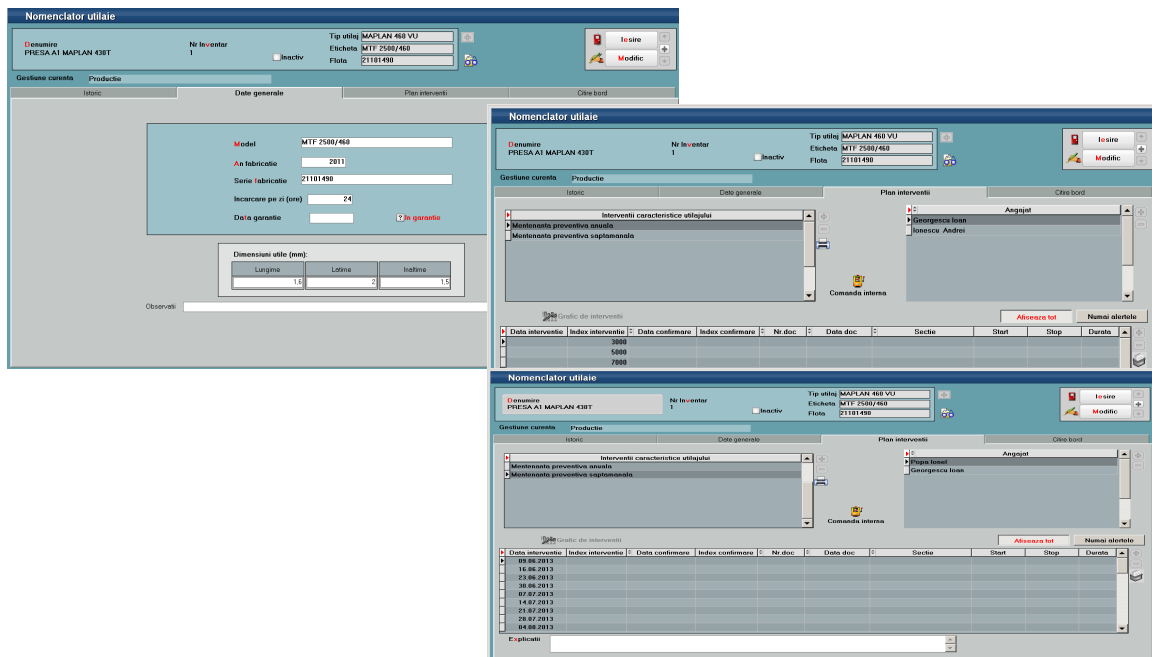 Nomenclator utilaje
Denumire
PRESA A1 MAPLAN 430T
Nr Inventar
1
Inactiv
Tip utilaj MAPLAN 460 VU
Eticheta MTF 2500/460
Flota 21101490
Iesire
Modific
Gestiune curenta Productie
Istoric Date generale Plan interventii Citire bord
Model MTF 2500/460
An fabricatie 2011
Serie fabricatie 21101490
Incarcare pe zi (ore) 24
Data garantie ? In garantie
Dimensiuni utile (mm):
Lungime Latime Inaltime
1,6 2 1,5
Observatii
Nomenclator utilaje
Denumire
PRESA A1 MAPLAN 430T
Nr Inventar
1
Inactiv
Tip utilaj MAPLAN 460 VU
Eticheta MTF 2500/460
Flota 21101490
Iesire
Modific
Gestiune curenta Productie
Istoric Date generale Plan interventii Citire bord
Interventii caracteristice utilajului
Mentenanta preventiva anuala
Mentenanta preventiva saptamanala
Comanda interna
Angajat
Georgescu Ioan
Ionescu Andrei
Grafic de interventii
Afiseaza tot Numai alertele
Data interventie Index interventie Data confirmare Index confirmare Nr.doc Data doc Sectie Start Stop Durata
3000
5000
7000
Nomenclator utilaje
Denumire
PRESA A1 MAPLAN 430T
Nr Inventar
1
Inactiv
Tip utilaj MAPLAN 460 VU
Eticheta MTF 2500/460
Flota 21101490
Iesire
Modific
Gestiune curenta Productie
Istoric Date generale Plan interventii Citire bord
Interventii caracteristice utilajului
Mentenanta preventiva anuala
Mentenanta preventiva saptamanala
Comanda interna
Angajat
Popa Ionel
Georgescu Ioan
Grafic de interventii
Afiseaza tot Numai alertele
Data interventie Index interventie Data confirmare Index confirmare Nr.doc Data doc Sectie Start Stop Durata
09.06.2013
16.06.2013
23.06.2013
30.06.2013
07.07.2013
14.07.2013
21.07.2013
28.07.2013
04.08.2013
Explicatii